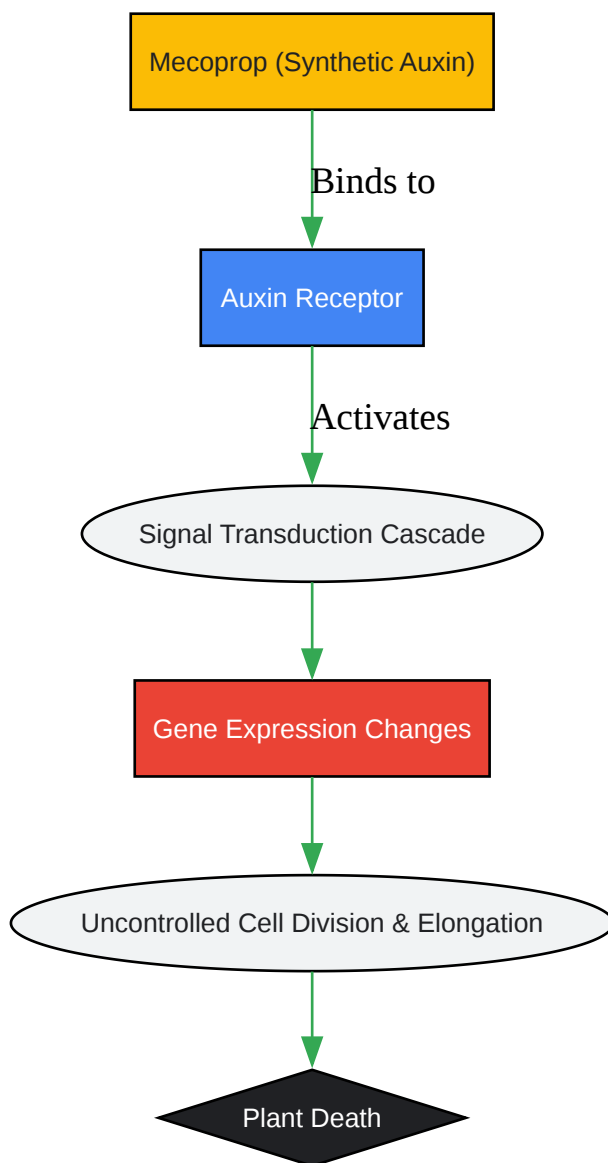 Mecoprop (Synthetic Auxin)
Binds to
Auxin Receptor
Activates
Signal Transduction Cascade
Gene Expression Changes
Uncontrolled Cell Division & Elongation
Plant Death